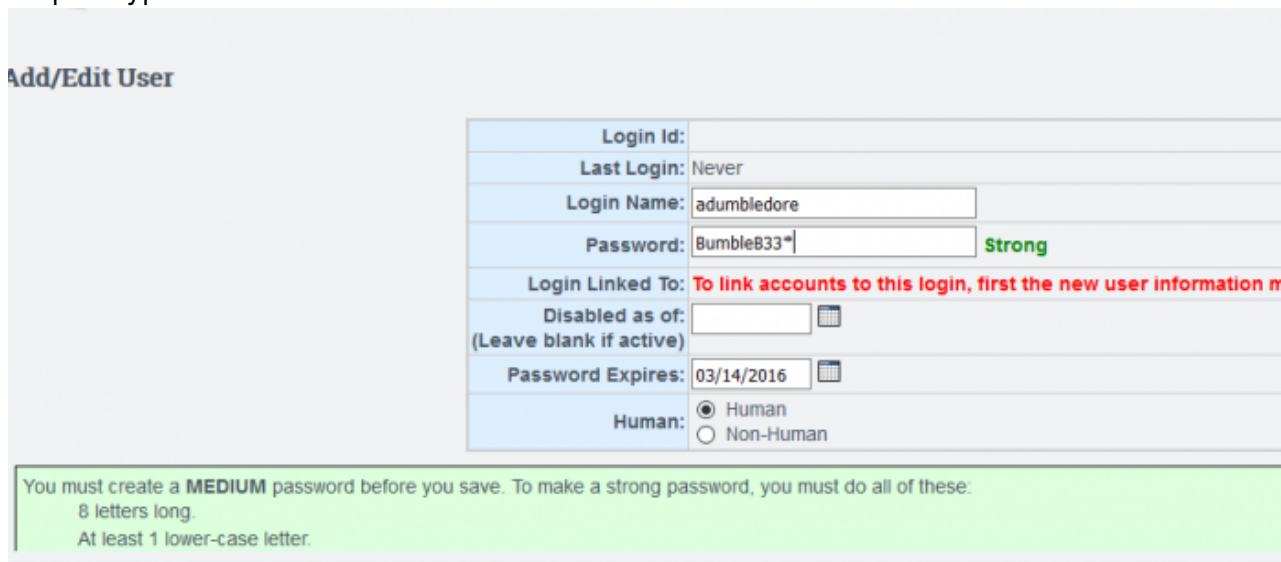 Add/Edit User
Login Id:
Last Login: Never
Login Name: adumbledore
Password: BumbleB33* Strong
Login Linked To: To link accounts to this login, first the new user information
Disabled as of:
(Leave blank if active)
Password Expires: 03/14/2016
Human: Human
Non-Human
You must create a MEDIUM password before you save. To make a strong password, you must do all of these:
8 letters long.
At least 1 lower-case letter.